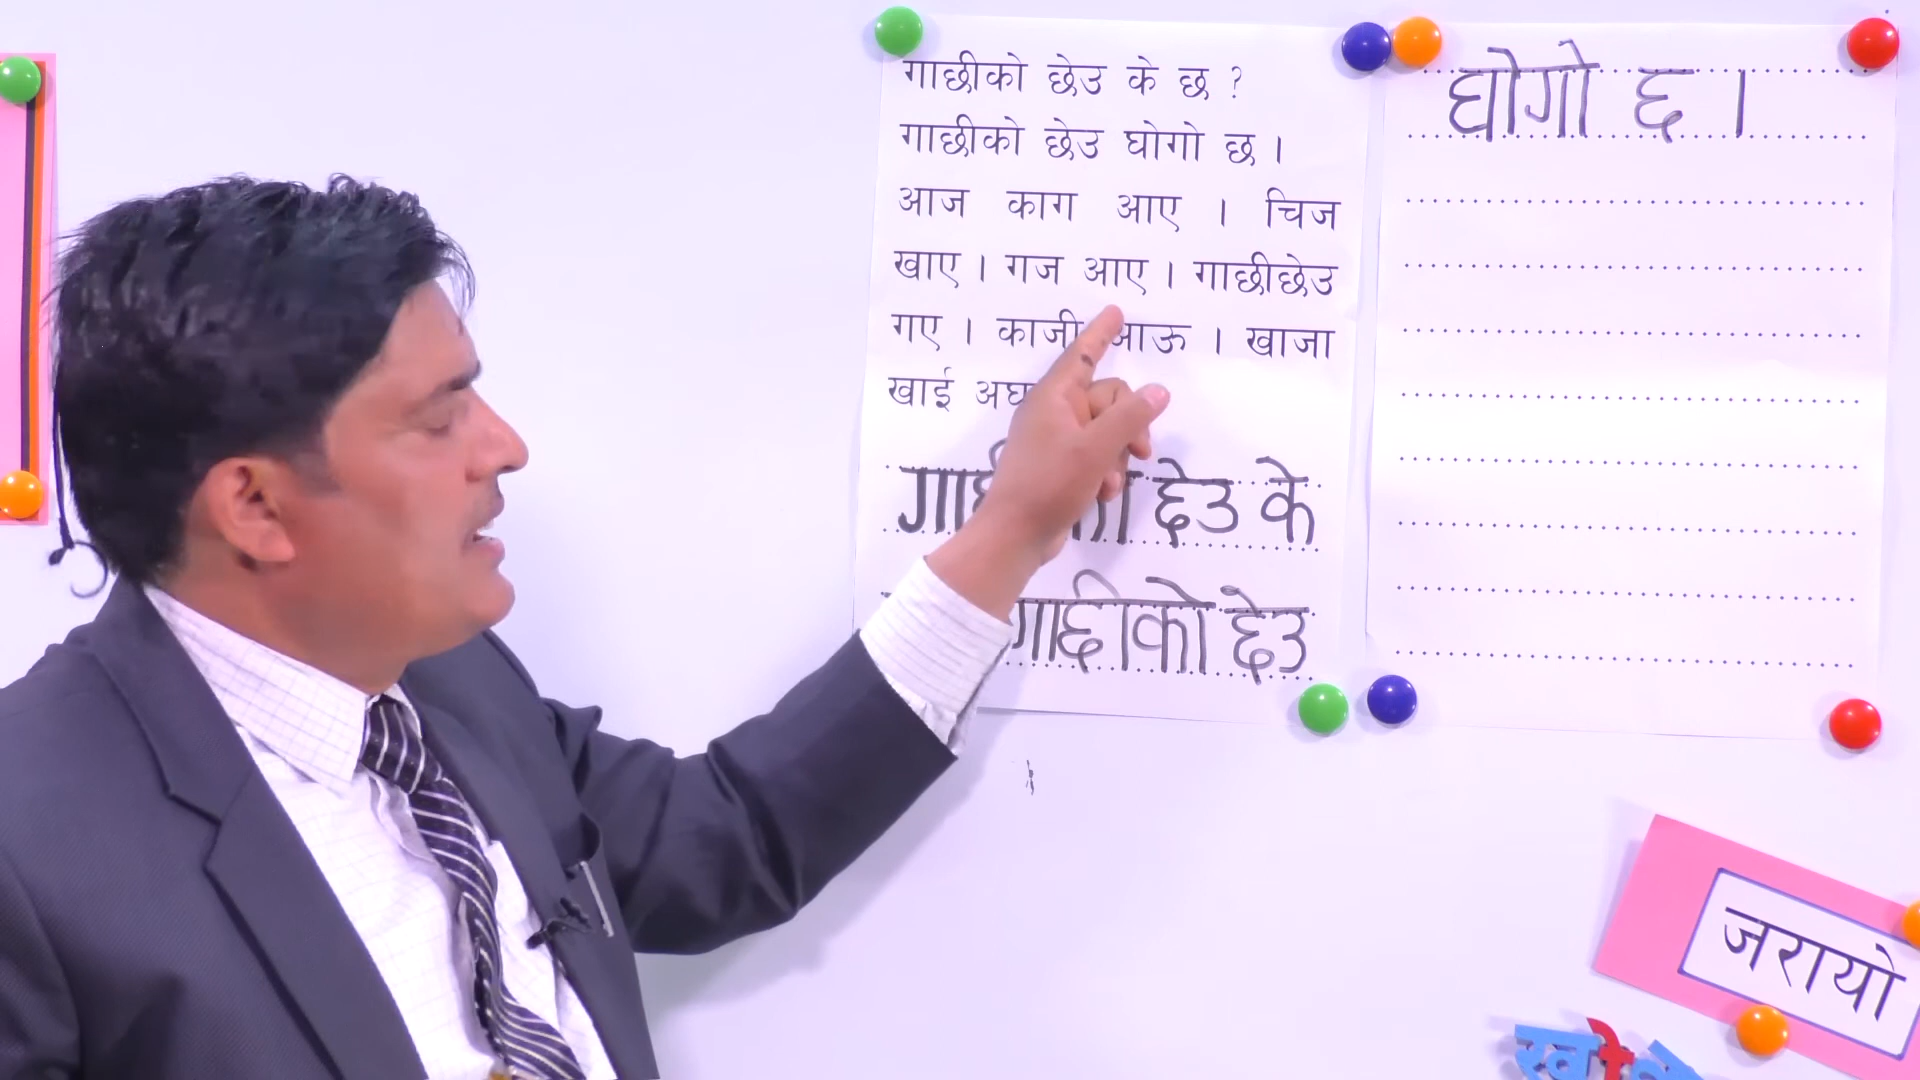 गाछीको छेउ के छ ?
गाछीको छेउ घोगो छ ।
आज काग आए । चिज
खाए । गज आए । गाछीछेउ
गए । काजी आऊ । खाजा
खाई
छेउ के
गाछीको छेउ
घोगो छ ।
जरायो